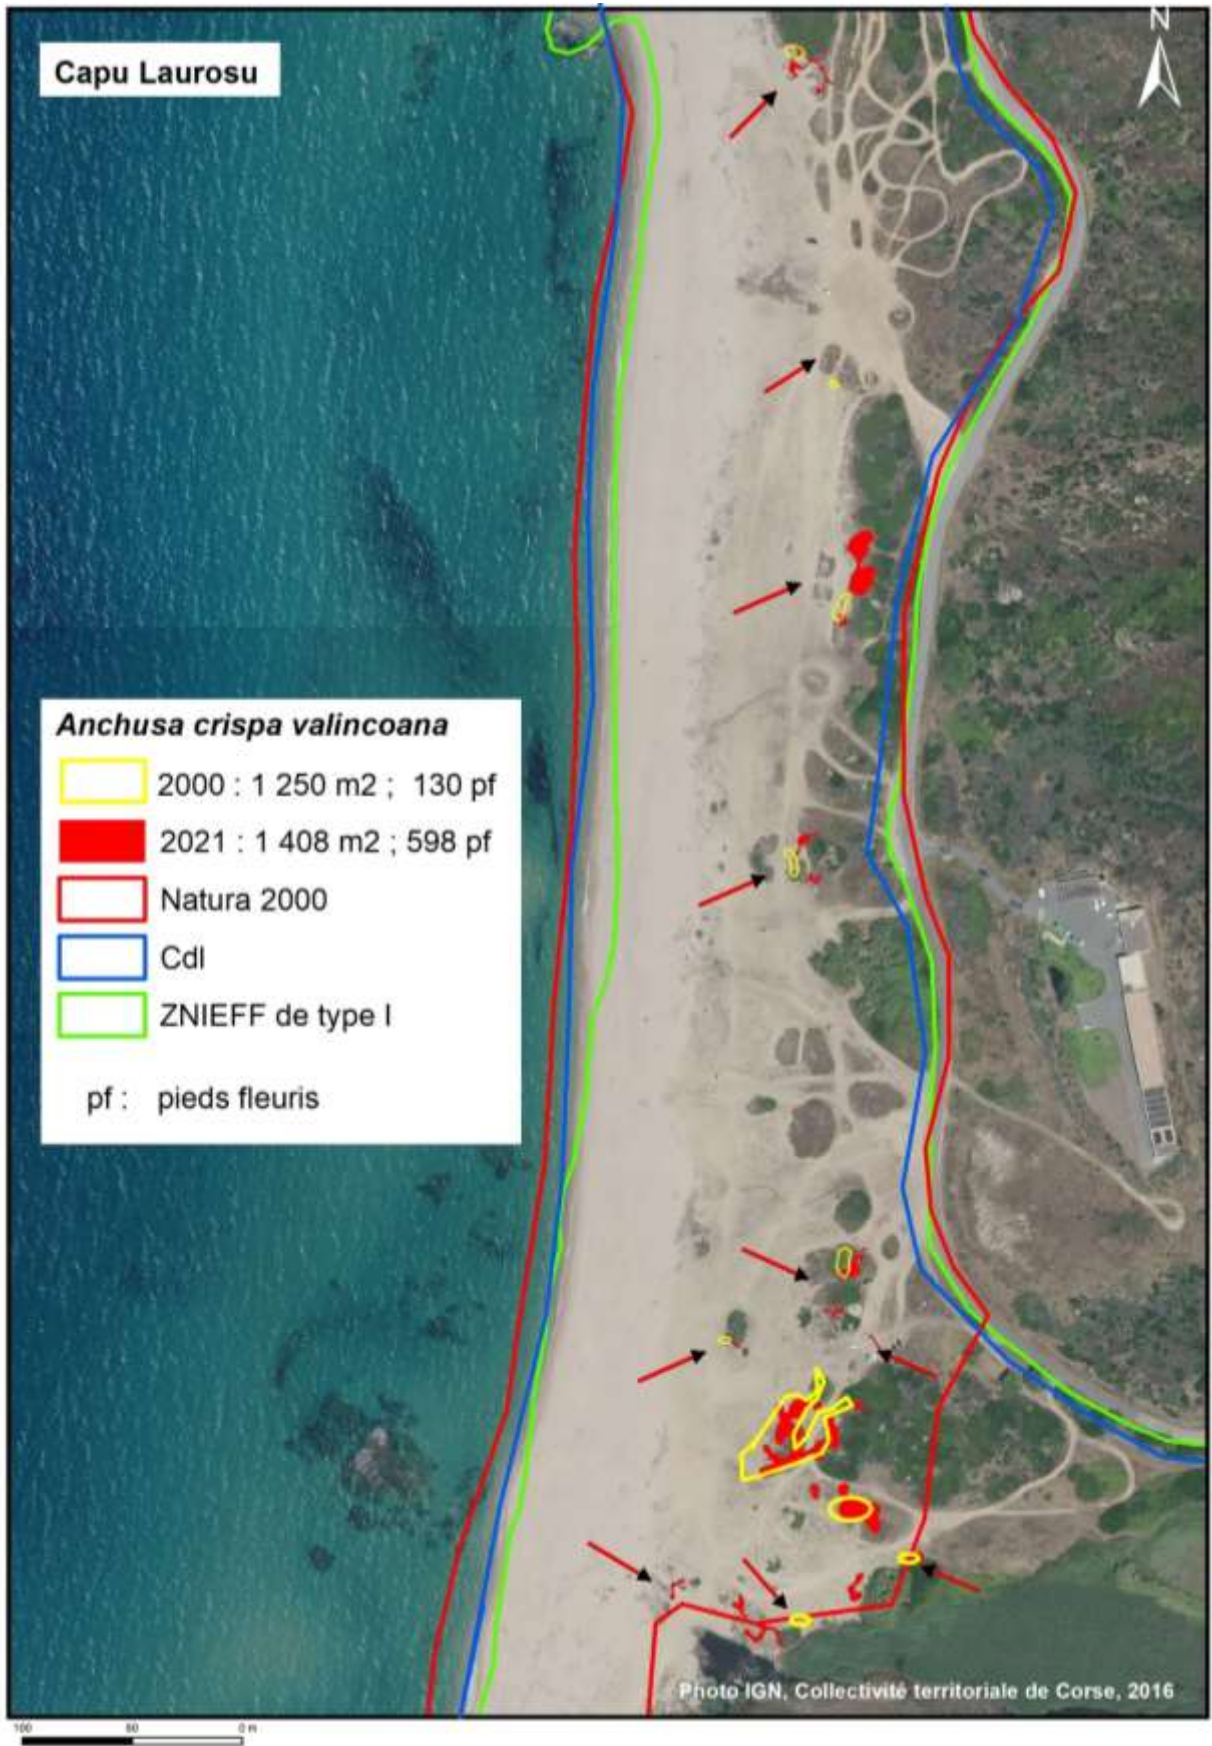 Capu Laurosu
N
Anchusa crispa valincoana
2000 : 1 250 m2 ; 130 pf
2021 : 1 408 m2 ; 598 pf
Natura 2000
Cdl
ZNIEFF de type I
pf : pieds fleuris
Photo IGN, Collectivité territoriale de Corse, 2016
100 50 0 m